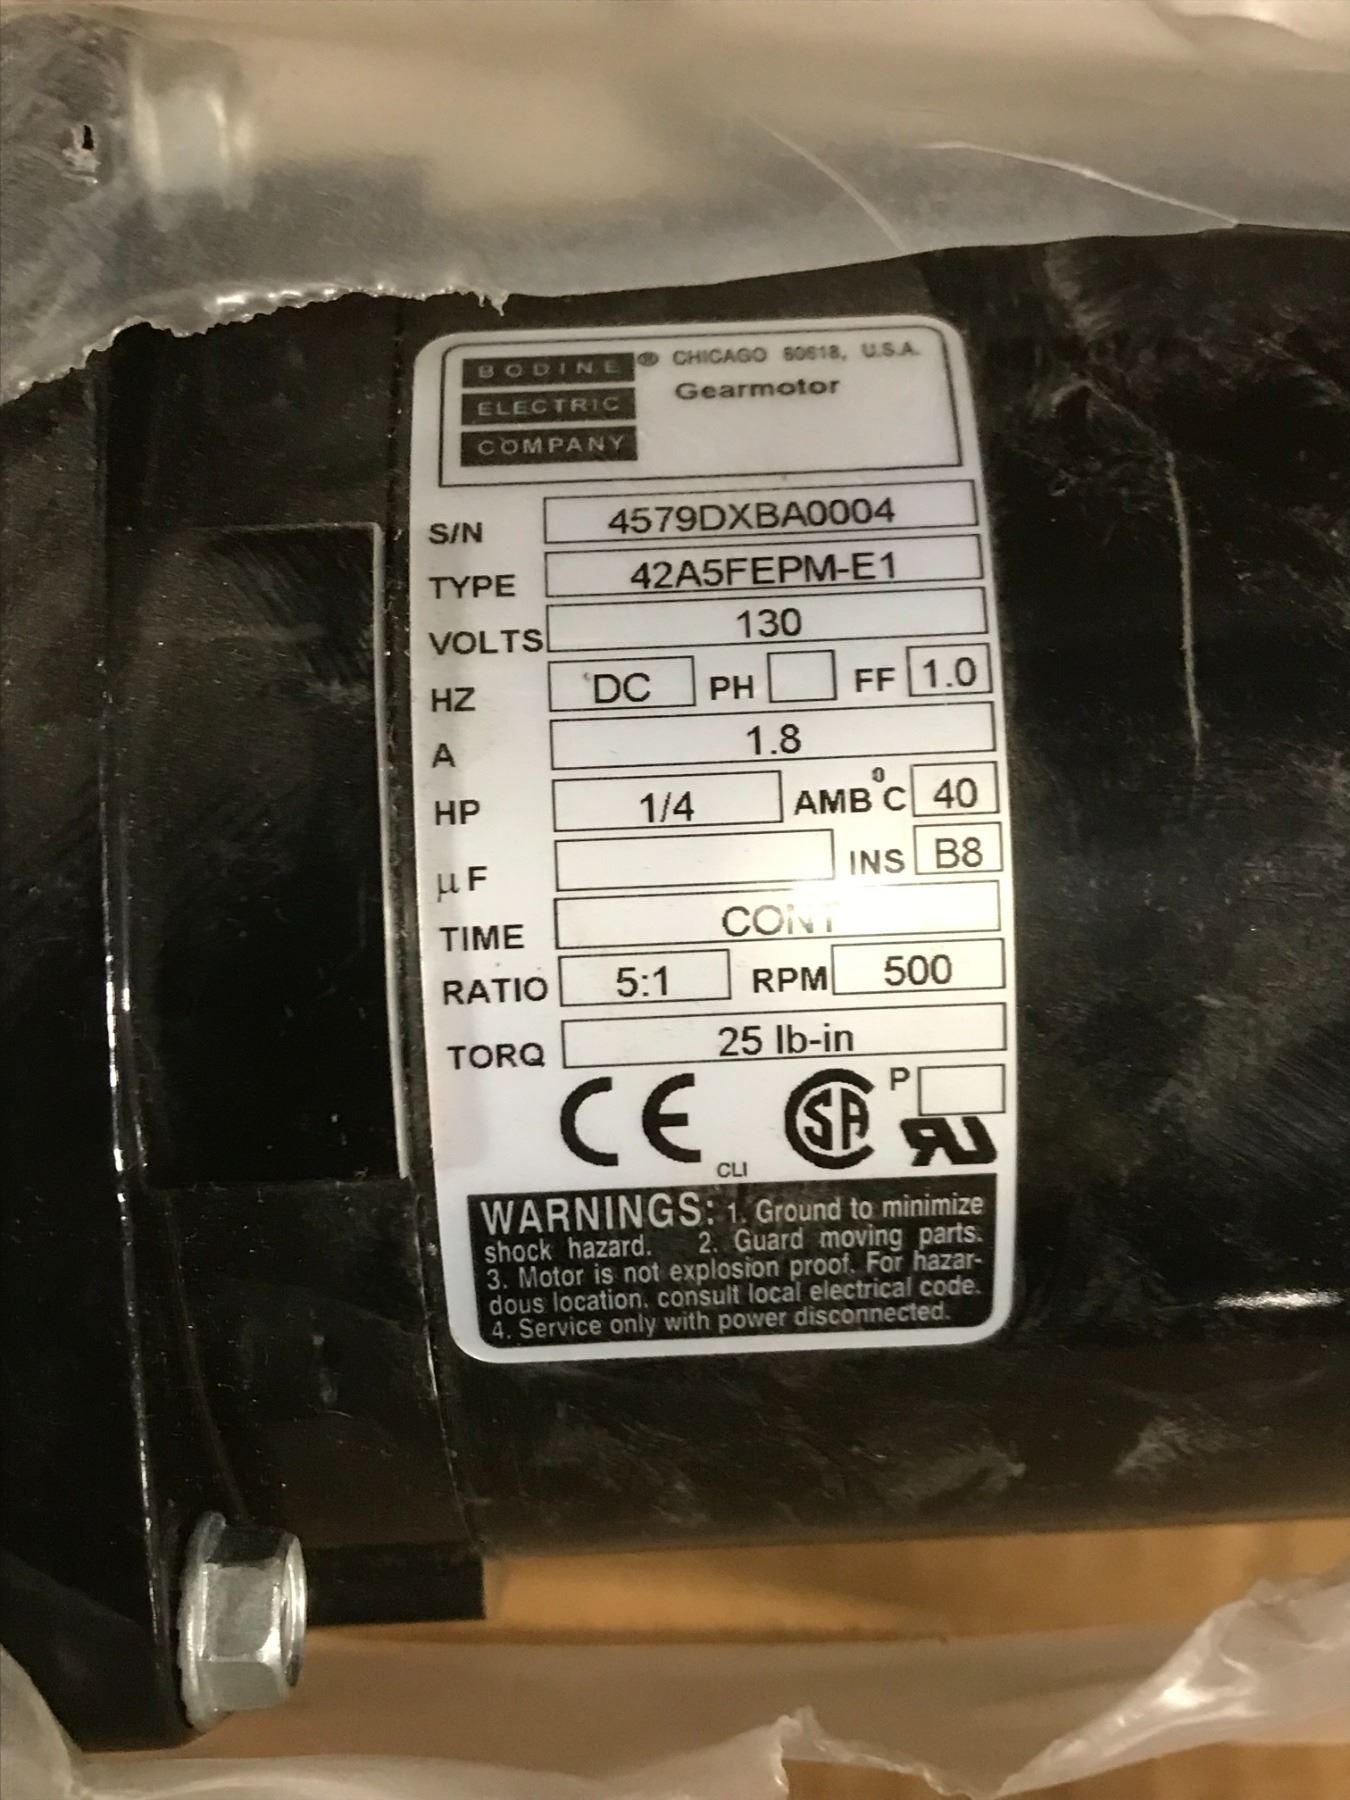 BODINE ® CHICAGO 60618, U.S.A.
ELECTRIC Gearmotor
COMPANY
S/N 4579DXBA0004
TYPE 42A5FEPM-E1
VOLTS 130
HZ DC PH FF 1.0
A 1.8
HP 1/4 AMB °C 40
μF INS B8
TIME CONT
RATIO 5:1 RPM 500
TORQ 25 lb-in
CE CLI SA P RU
WARNINGS: 1. Ground to minimize
shock hazard. 2. Guard moving parts.
3. Motor is not explosion proof. For hazar-
dous location, consult local electrical code.
4. Service only with power disconnected.